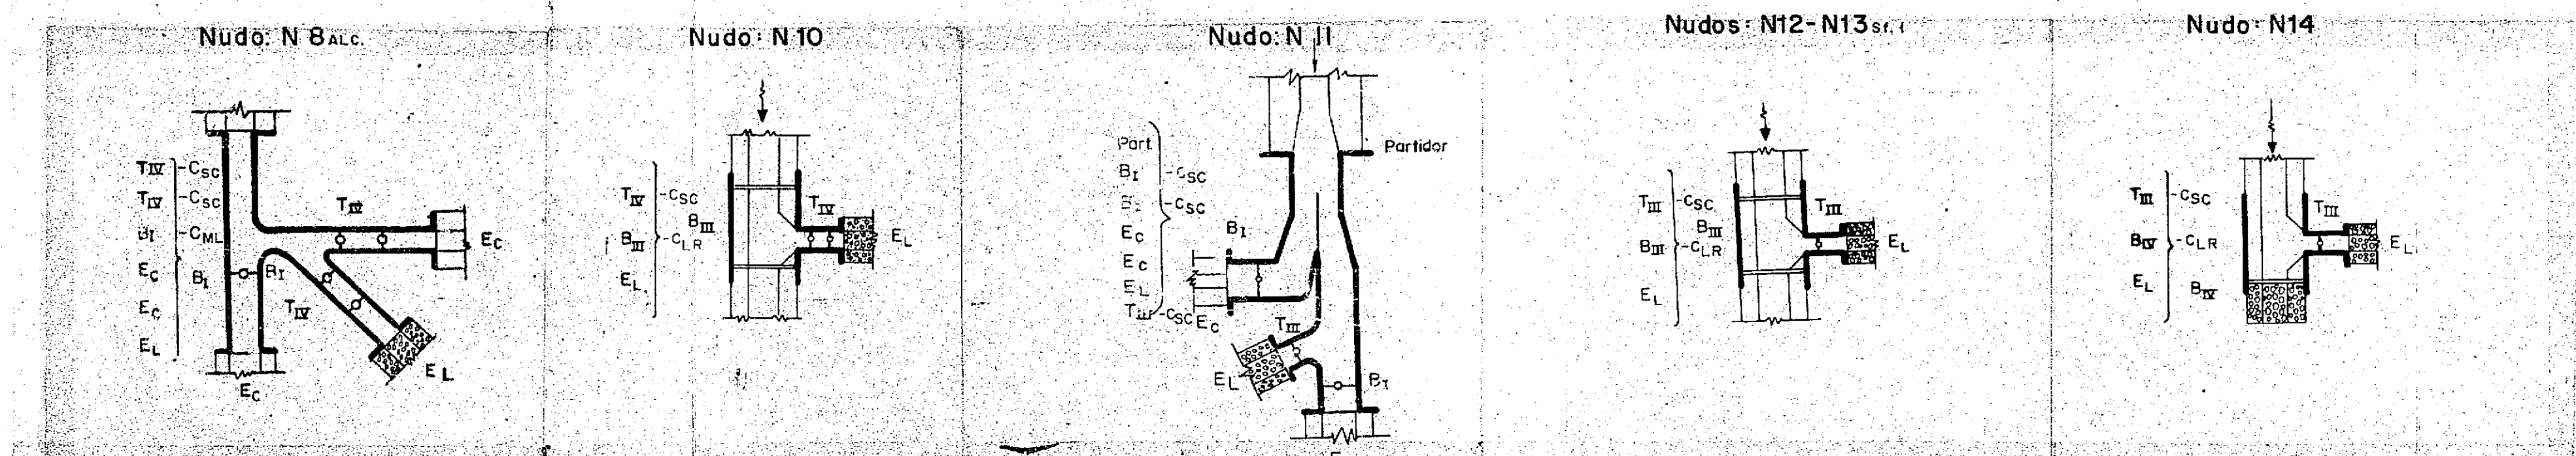 Nudo: N 8 ALC.
TIV -CSC
TIV -CSC
BI -CML
EC
EC
EL
TIV
EC
BI
BI
TIV
EL
EC
Nudo: N 10
TIV -CSC
BIII -CLR
EL
BIII
TIV
EL
Nudo: N 11
Part.
BI -CSC
-CSC
EC
EC
EL
TIII -CSC
Partidor
BI
EC
TIII
EL
BI
Nudos: N12-N13
TIII -CSC
BIII -CLR
EL
BIII
TIII
EL
Nudo: N14
TIII -CSC
BIV -CLR
EL
TIII
EL
BIV